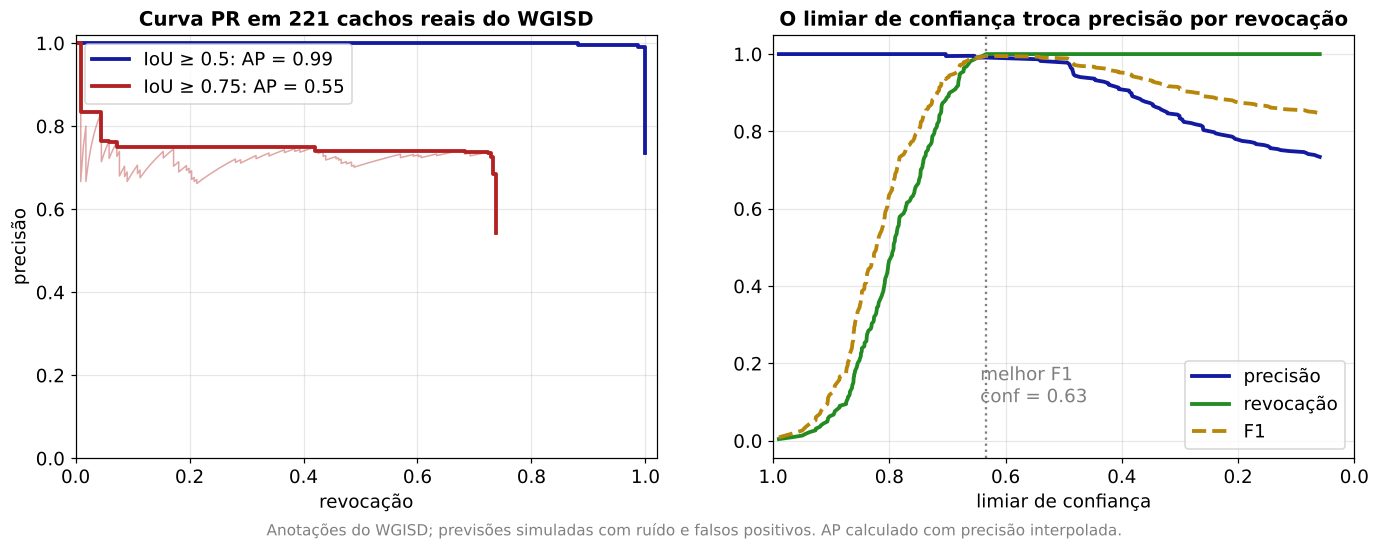 Curva PR em 221 cachos reais do WGISD
1.0
0.8
0.6
0.4
0.2
0.0
precisão
IoU ≥ 0.5: AP = 0.99
IoU ≥ 0.75: AP = 0.55
0.0 0.2 0.4 0.6 0.8 1.0
revocação
O limiar de confiança troca precisão por revocação
1.0
0.8
0.6
0.4
0.2
0.0
melhor F1
conf = 0.63
precisão
revocação
F1
1.0 0.8 0.6 0.4 0.2 0.0
limiar de confiança
Anotações do WGISD; previsões simuladas com ruído e falsos positivos. AP calculado com precisão interpolada.